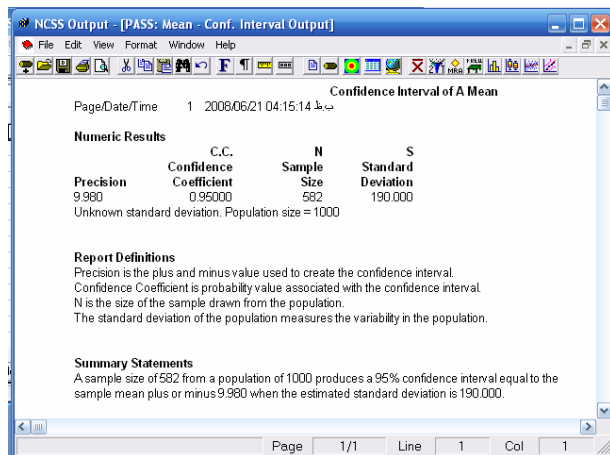 NCSS Output - [PASS: Mean - Conf. Interval Output]
File Edit View Format Window Help
Confidence Interval of A Mean
Page/Date/Time 1 2008/06/21 04:15:14 ب.ظ
Numeric Results
C.C. N S
Confidence Sample Standard
Precision Coefficient Size Deviation
9.980 0.95000 582 190.000
Unknown standard deviation. Population size = 1000
Report Definitions
Precision is the plus and minus value used to create the confidence interval.
Confidence Coefficient is probability value associated with the confidence interval.
N is the size of the sample drawn from the population.
The standard deviation of the population measures the variability in the population.
Summary Statements
A sample size of 582 from a population of 1000 produces a 95% confidence interval equal to the
sample mean plus or minus 9.980 when the estimated standard deviation is 190.000.
Page 1/1 Line 1 Col 1